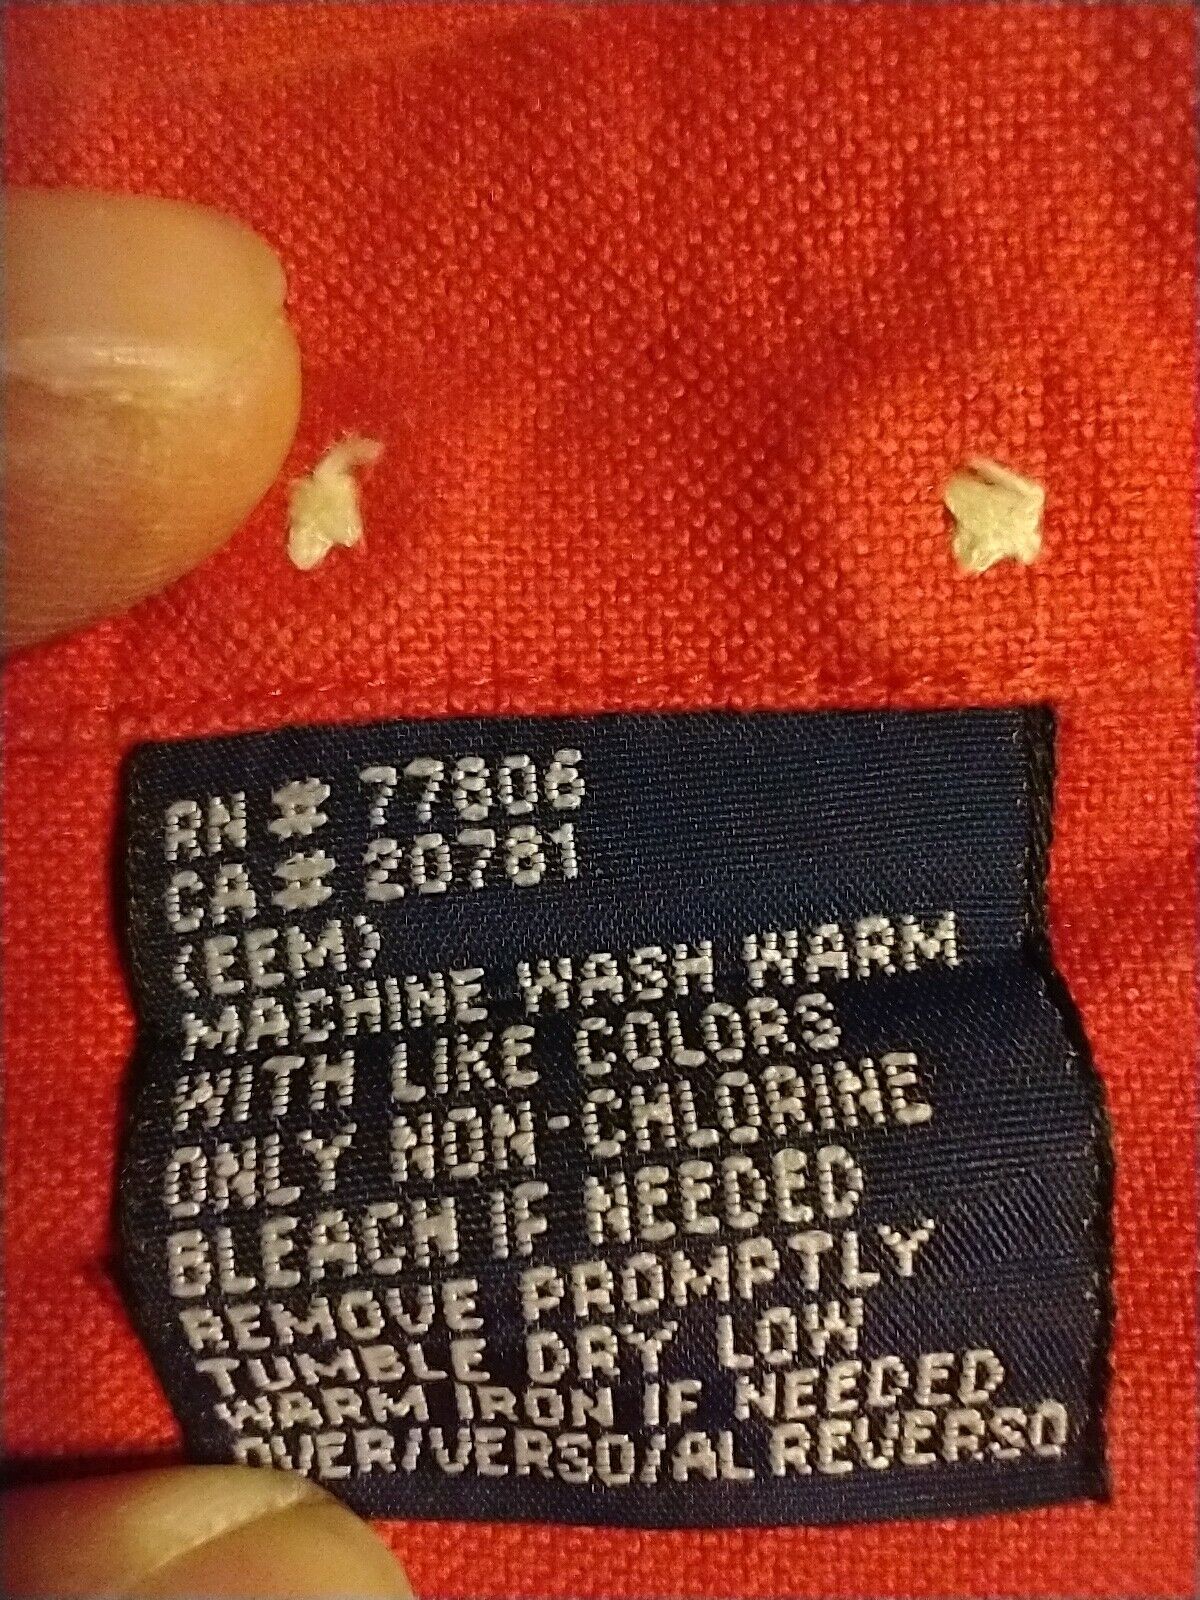 RN # 77806
CA # 20781
(EEM)
MACHINE WASH WARM
WITH LIKE COLORS
ONLY NON-CHLORINE
BLEACH IF NEEDED
REMOVE PROMPTLY
TUMBLE DRY LOW
WARM IRON IF NEEDED
OVER/VERSO/AL REVERSO